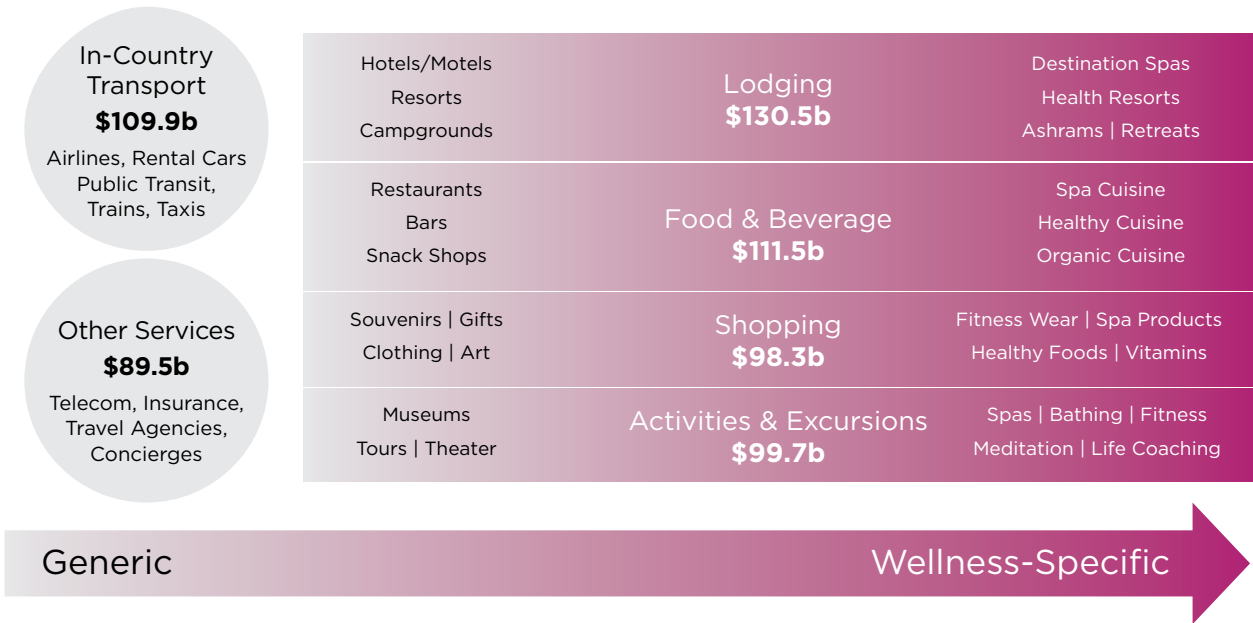 In-Country
Transport
$109.9b
Airlines, Rental Cars
Public Transit,
Trains, Taxis
Other Services
$89.5b
Telecom, Insurance,
Travel Agencies,
Concierges
Hotels/Motels
Resorts
Campgrounds
Lodging
$130.5b
Destination Spas
Health Resorts
Ashrams | Retreats
Restaurants
Bars
Snack Shops
Food & Beverage
$111.5b
Spa Cuisine
Healthy Cuisine
Organic Cuisine
Souvenirs | Gifts
Clothing | Art
Shopping
$98.3b
Fitness Wear | Spa Products
Healthy Foods | Vitamins
Museums
Tours | Theater
Activities & Excursions
$99.7b
Spas | Bathing | Fitness
Meditation | Life Coaching
Generic
Wellness-Specific